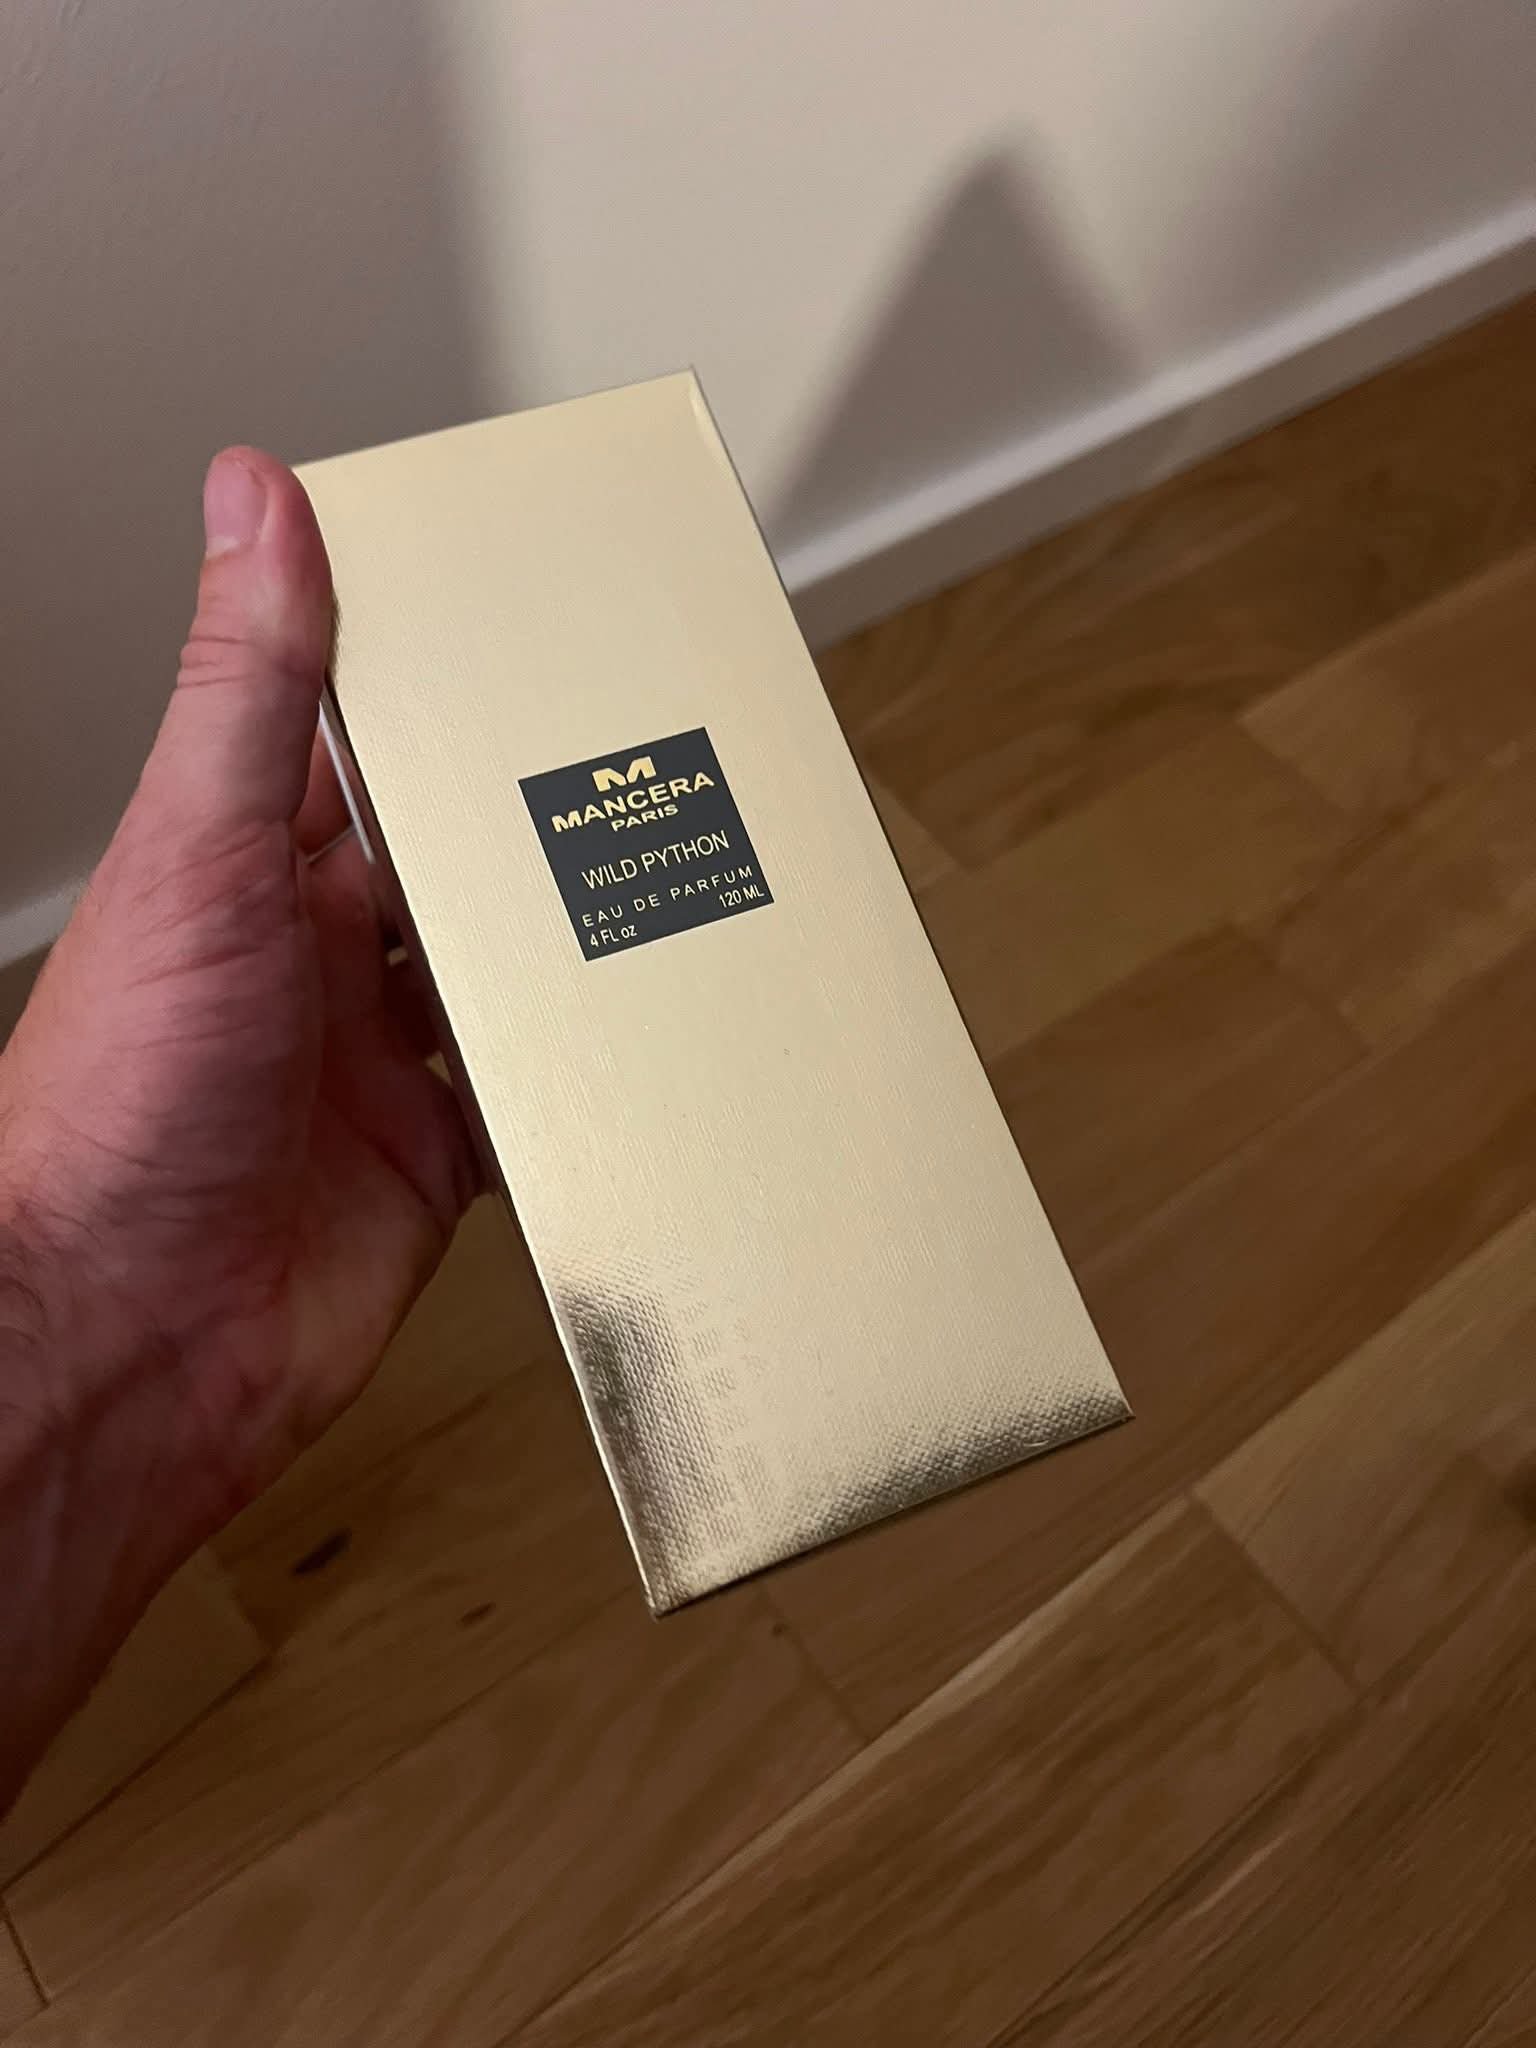 M
MANCERA
PARIS
WILD PYTHON
EAU DE PARFUM
4 FL oz 120 ML